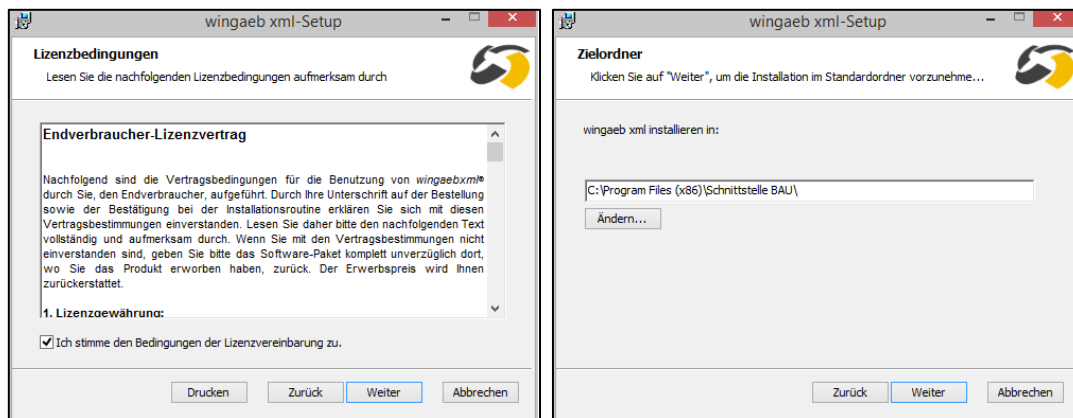 wingaeb xml-Setup
Lizenzbedingungen
Lesen Sie die nachfolgenden Lizenzbedingungen aufmerksam durch
Endverbraucher-Lizenzvertrag
Nachfolgend sind die Vertragsbedingungen für die Benutzung von wingaebxml®
durch Sie, den Endverbraucher, aufgeführt. Durch Ihre Unterschrift auf der Bestellung
sowie der Bestätigung bei der Installationsroutine erklären Sie sich mit diesen
Vertragsbestimmungen einverstanden. Lesen Sie daher bitte den nachfolgenden Text
vollständig und aufmerksam durch. Wenn Sie mit den Vertragsbestimmungen nicht
einverstanden sind, geben Sie bitte das Software-Paket komplett unverzüglich dort,
wo Sie das Produkt erworben haben, zurück. Der Erwerbspreis wird Ihnen
zurückerstattet.
1. Lizenzgewährung:
Ich stimme den Bedingungen der Lizenzvereinbarung zu.
Drucken Zurück Weiter Abbrechen
wingaeb xml-Setup
Zielordner
Klicken Sie auf "Weiter", um die Installation im Standardordner vorzunehme...
wingaeb xml installieren in:
C:\Program Files (x86)\Schnittstelle BAU\
Ändern...
Zurück Weiter Abbrechen